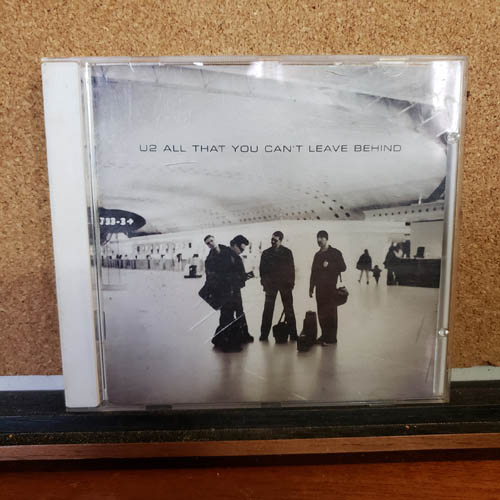 U2 ALL THAT YOU CAN'T LEAVE BEHIND
J33-3→